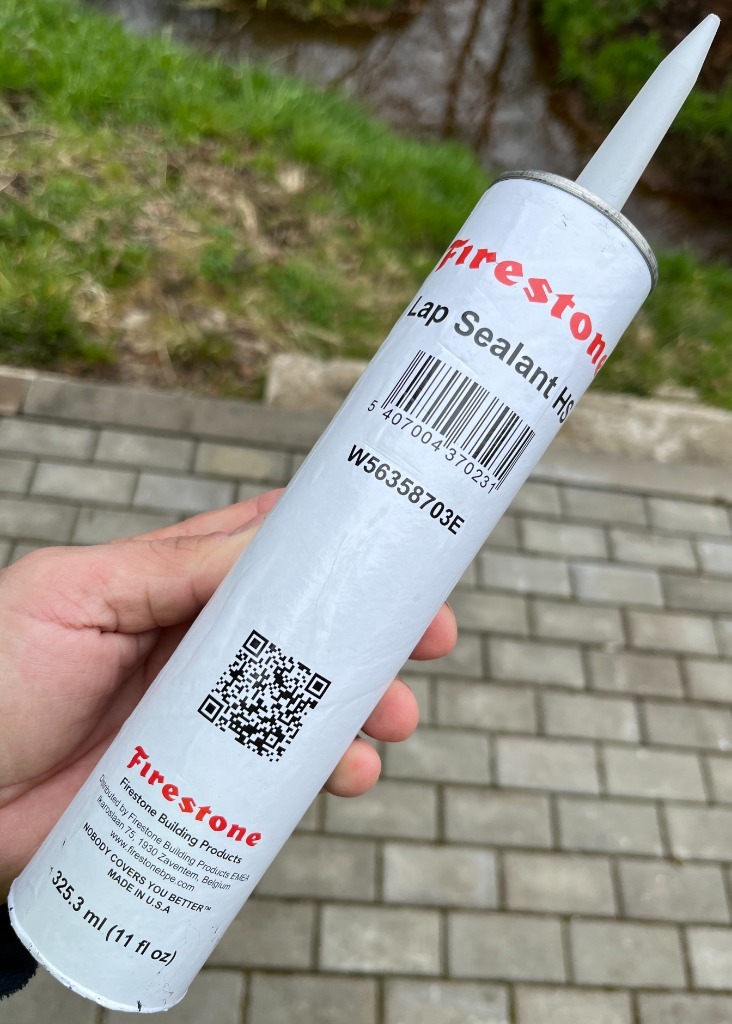 Firestone
Lap Sealant HS
5 407004 370231
W56358703E
Firestone
Firestone Building Products
Distributed by Firestone Building Products EMEA
Ikaroslaan 75, 1930 Zaventem, Belgium
www.firestonebpe.com
NOBODY COVERS YOU BETTER™
MADE IN U.S.A
325.3 ml (11 fl oz)